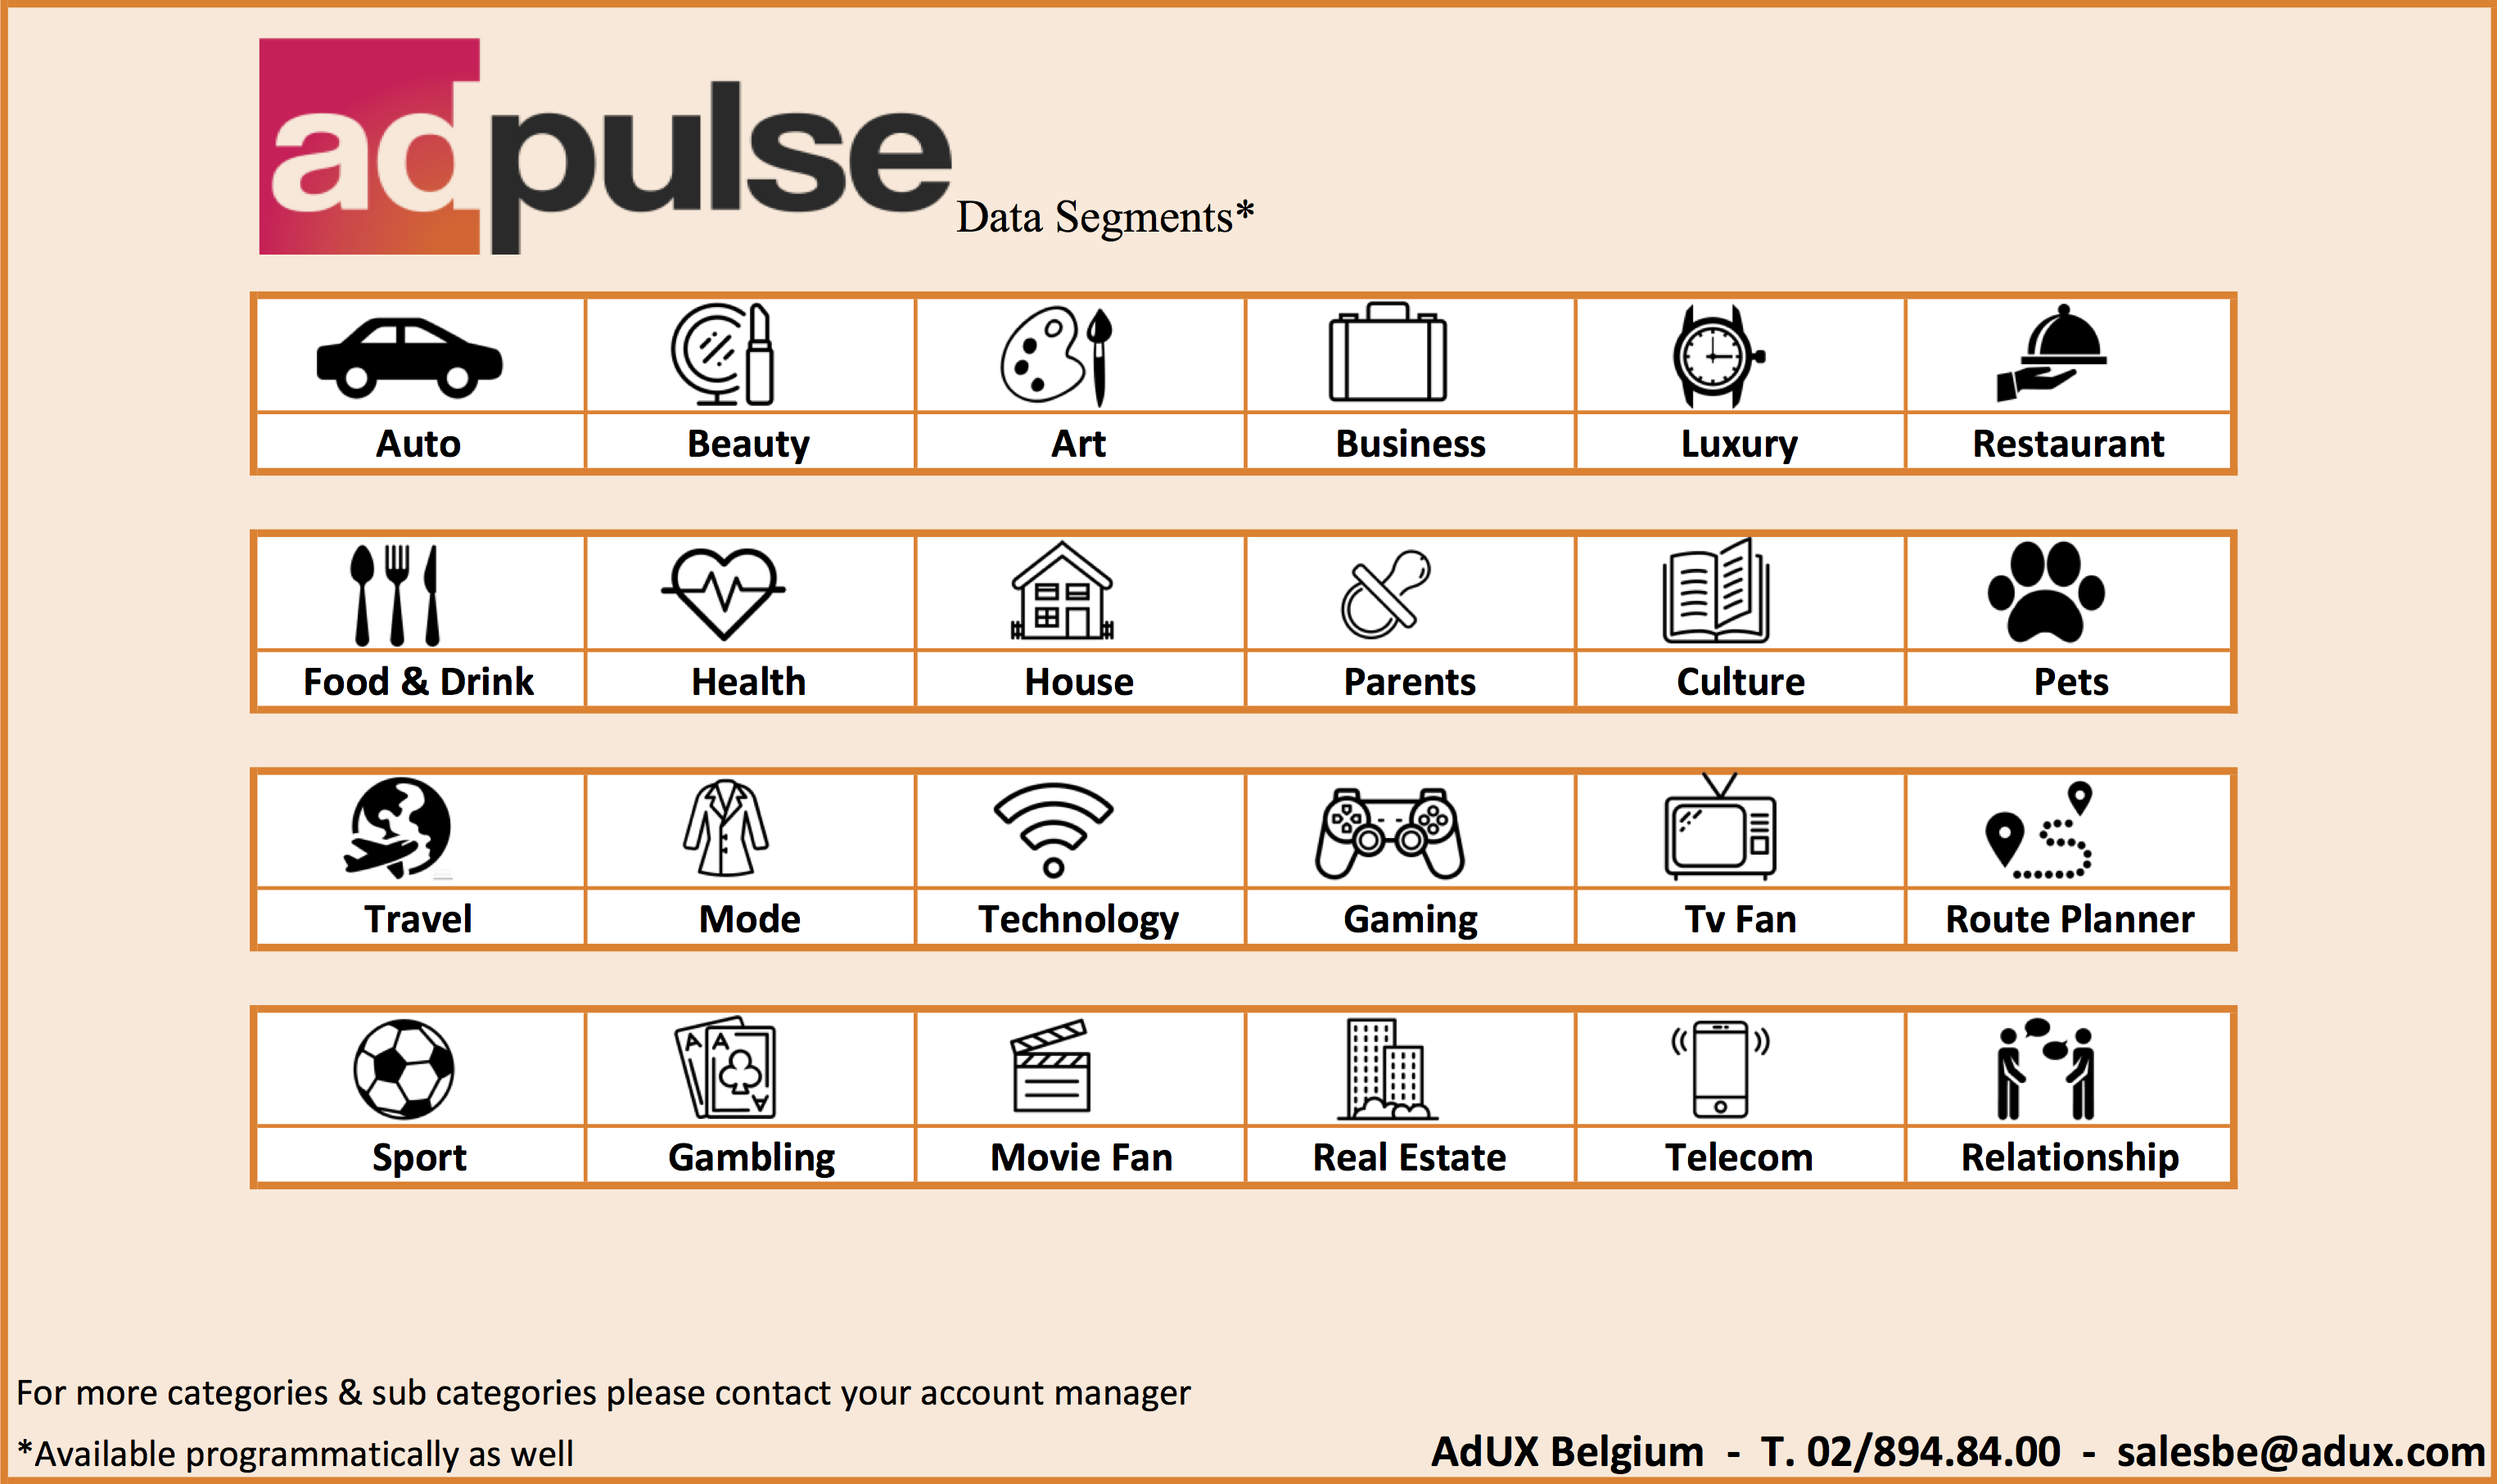 adpulse Data Segments*
Auto Beauty Art Business Luxury Restaurant
Food & Drink Health House Parents Culture Pets
Travel Mode Technology Gaming Tv Fan Route Planner
A A A
Sport Gambling Movie Fan Real Estate Telecom Relationship
For more categories & sub categories please contact your account manager
*Available programmatically as well
AdUX Belgium - T. 02/894.84.00 - salesbe@adux.com